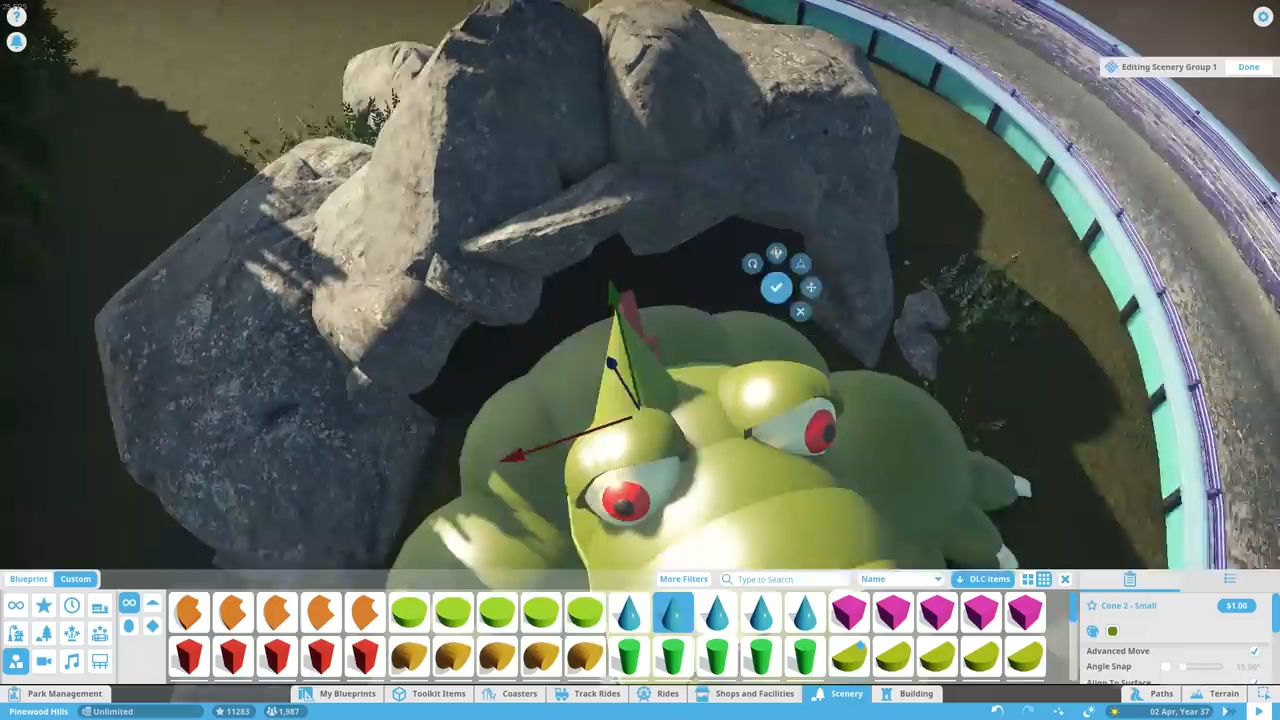 25 FPS
Editing Scenery Group 1 Done
Blueprint Custom More Filters Type to Search Name DLC items
Cone 2 - Small $1.00
Advanced Move
Angle Snap 15.00°
Align To Surface
Park Management My Blueprints Toolkit Items Coasters Track Rides Rides Shops and Facilities Scenery Building Paths Terrain
Pinewood Hills Unlimited 11283 1,987 02 Apr, Year 37